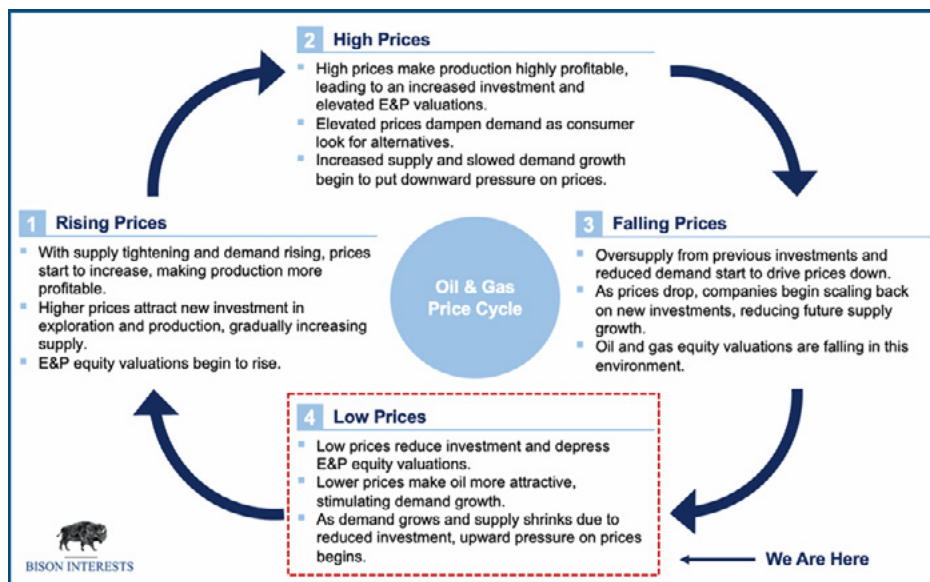 2 High Prices
▪ High prices make production highly profitable,
leading to an increased investment and
elevated E&P valuations.
▪ Elevated prices dampen demand as consumer
look for alternatives.
▪ Increased supply and slowed demand growth
begin to put downward pressure on prices.
1 Rising Prices
▪ With supply tightening and demand rising, prices
start to increase, making production more
profitable.
▪ Higher prices attract new investment in
exploration and production, gradually increasing
supply.
▪ E&P equity valuations begin to rise.
Oil & Gas
Price Cycle
3 Falling Prices
▪ Oversupply from previous investments and
reduced demand start to drive prices down.
▪ As prices drop, companies begin scaling back
on new investments, reducing future supply
growth.
▪ Oil and gas equity valuations are falling in this
environment.
4 Low Prices
▪ Low prices reduce investment and depress
E&P equity valuations.
▪ Lower prices make oil more attractive,
stimulating demand growth.
▪ As demand grows and supply shrinks due to
reduced investment, upward pressure on prices
begins.
We Are Here
BISON INTERESTS